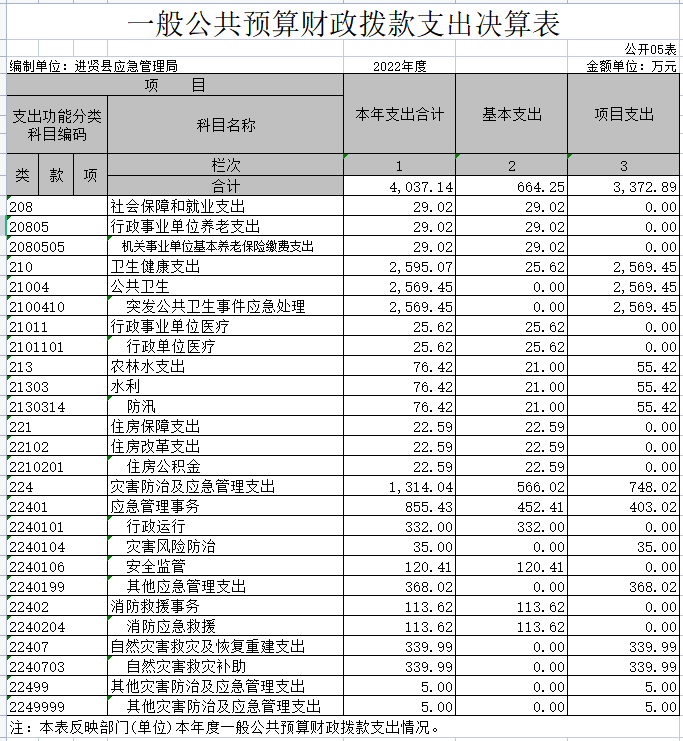 一般公共预算财政拨款支出决算表
公开05表
编制单位：进贤县应急管理局 2022年度 金额单位：万元
项 目 本年支出合计 基本支出 项目支出
支出功能分类科目编码 科目名称
类 款 项 栏次 1 2 3
合计 4,037.14 664.25 3,372.89
208 社会保障和就业支出 29.02 29.02 0.00
20805 行政事业单位养老支出 29.02 29.02 0.00
2080505 机关事业单位基本养老保险缴费支出 29.02 29.02 0.00
210 卫生健康支出 2,595.07 25.62 2,569.45
21004 公共卫生 2,569.45 0.00 2,569.45
2100410 突发公共卫生事件应急处理 2,569.45 0.00 2,569.45
21011 行政事业单位医疗 25.62 25.62 0.00
2101101 行政单位医疗 25.62 25.62 0.00
213 农林水支出 76.42 21.00 55.42
21303 水利 76.42 21.00 55.42
2130314 防汛 76.42 21.00 55.42
221 住房保障支出 22.59 22.59 0.00
22102 住房改革支出 22.59 22.59 0.00
2210201 住房公积金 22.59 22.59 0.00
224 灾害防治及应急管理支出 1,314.04 566.02 748.02
22401 应急管理事务 855.43 452.41 403.02
2240101 行政运行 332.00 332.00 0.00
2240104 灾害风险防治 35.00 0.00 35.00
2240106 安全监管 120.41 120.41 0.00
2240199 其他应急管理支出 368.02 0.00 368.02
22402 消防救援事务 113.62 113.62 0.00
2240204 消防应急救援 113.62 113.62 0.00
22407 自然灾害救灾及恢复重建支出 339.99 0.00 339.99
2240703 自然灾害救灾补助 339.99 0.00 339.99
22499 其他灾害防治及应急管理支出 5.00 0.00 5.00
2249999 其他灾害防治及应急管理支出 5.00 0.00 5.00
注：本表反映部门(单位)本年度一般公共预算财政拨款支出情况。